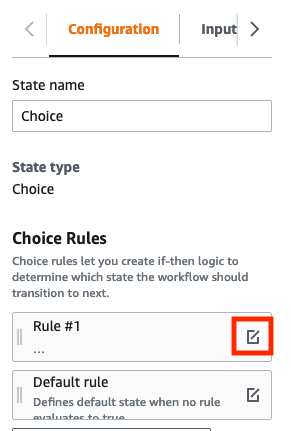 Configuration
Input
State name
Choice
State type
Choice
Choice Rules
Choice rules let you create if-then logic to
determine which state the workflow should
transition to next.
Rule #1
...
Default rule
Defines default state when no rule
evaluates to true